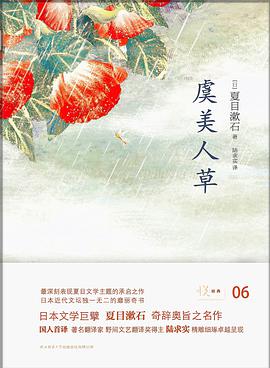 虞美人草
[日]夏目漱石 著
陆求实 译
最深刻表现夏目文学主题的承启之作
日本近代文坛独一无二的靡丽奇书
悦经典 06
日本文学巨擘 夏目漱石 奇辞奥旨之名作
国人首译 著名翻译家 野间文艺翻译奖得主 陆求实 精雕细琢卓越呈现